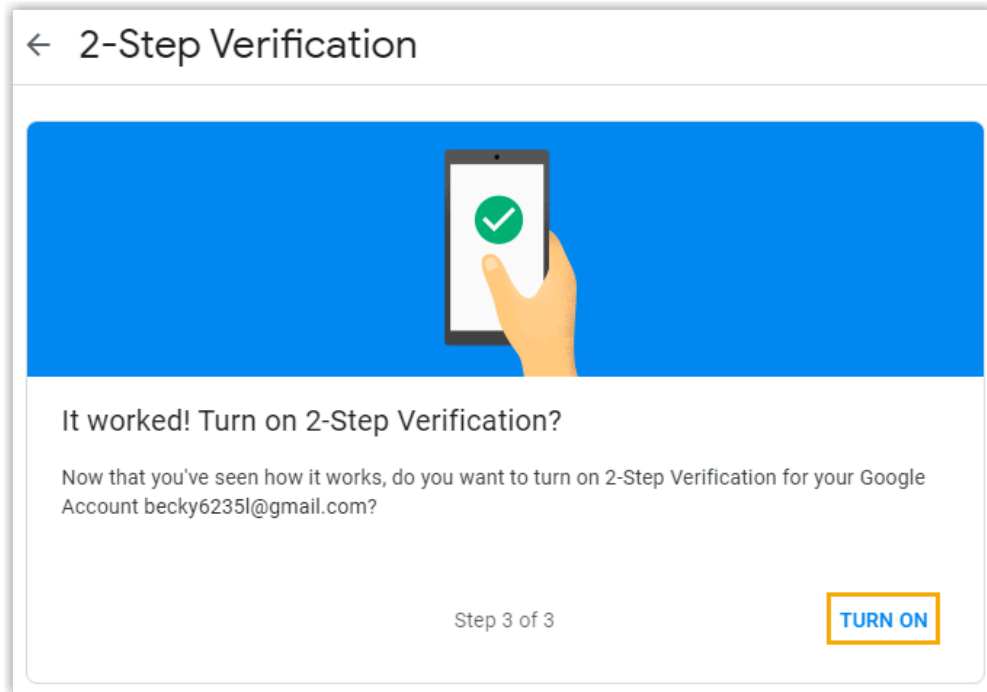 2-Step Verification
It worked! Turn on 2-Step Verification?
Now that you've seen how it works, do you want to turn on 2-Step Verification for your Google
Account becky6235l@gmail.com?
Step 3 of 3
TURN ON